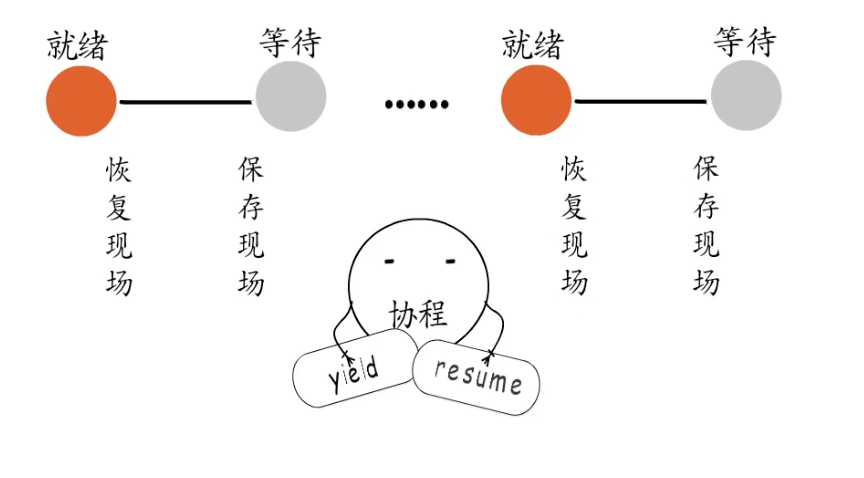 就绪
等待
就绪
等待
恢复现场
保存现场
恢复现场
保存现场
协程
yield
resume